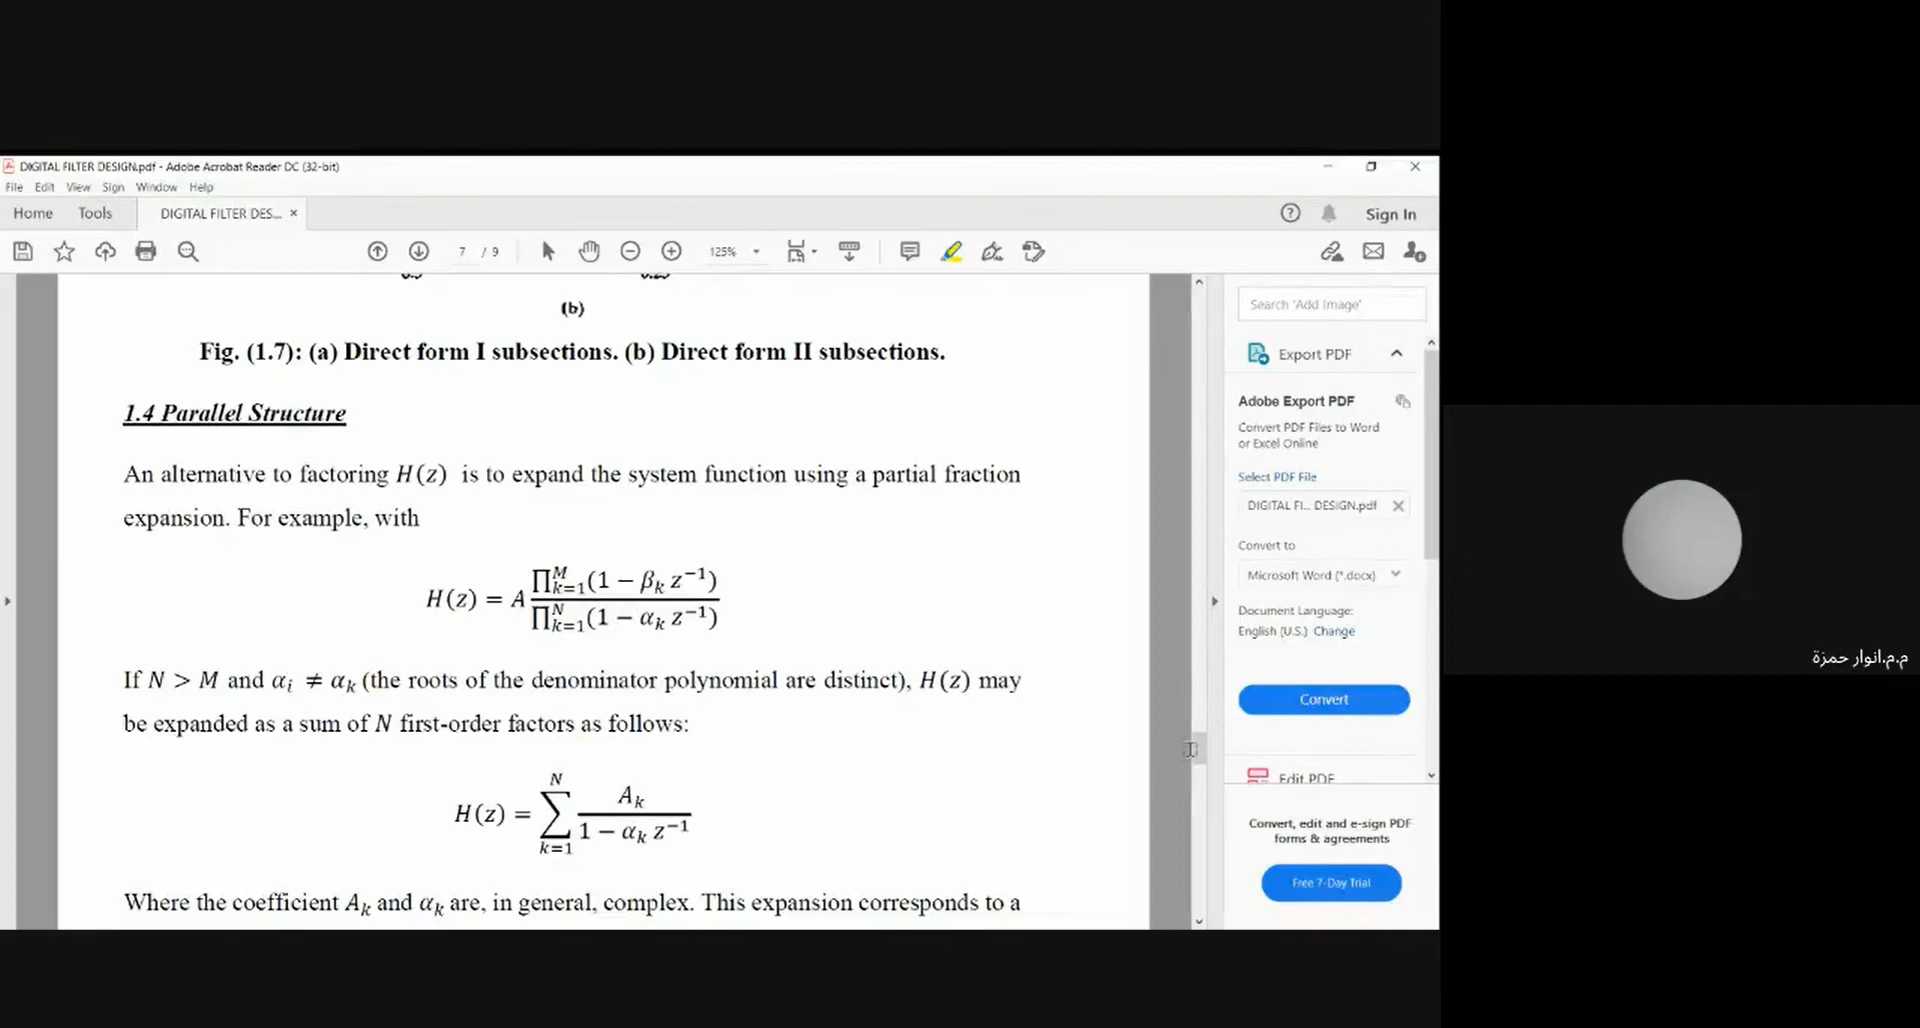 DIGITAL FILTER DESIGN.pdf - Adobe Acrobat Reader DC (32-bit)
File Edit View Sign Window Help
Home Tools DIGITAL FILTER DES... × Sign In
7 / 9 125%
(b)
Fig. (1.7): (a) Direct form I subsections. (b) Direct form II subsections.
1.4 Parallel Structure
An alternative to factoring H(z) is to expand the system function using a partial fraction
expansion. For example, with
H(z) = A ∏_{k=1}^{M}(1 − β_k z^{−1}) / ∏_{k=1}^{N}(1 − α_k z^{−1})
If N > M and α_i ≠ α_k (the roots of the denominator polynomial are distinct), H(z) may
be expanded as a sum of N first-order factors as follows:
H(z) = ∑_{k=1}^{N} A_k / (1 − α_k z^{−1})
Where the coefficient A_k and α_k are, in general, complex. This expansion corresponds to a
Search 'Add Image'
Export PDF
Adobe Export PDF
Convert PDF Files to Word
or Excel Online
Select PDF File
DIGITAL FI... DESIGN.pdf
Convert to
Microsoft Word (*.docx)
Document Language:
English (U.S.) Change
Convert
Edit PDF
Convert, edit and e-sign PDF
forms & agreements
Free 7-Day Trial
م.م.انوار حمزة